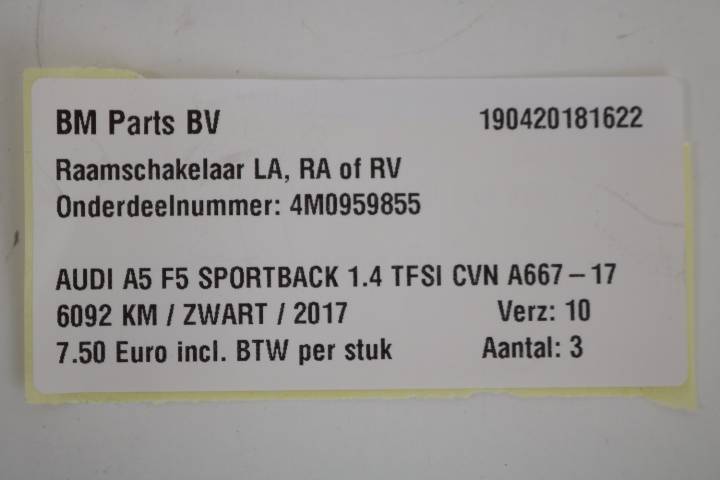 BM Parts BV 190420181622
Raamschakelaar LA, RA of RV
Onderdeelnummer: 4M0959855
AUDI A5 F5 SPORTBACK 1.4 TFSI CVN A667-17
6092 KM / ZWART / 2017 Verz: 10
7.50 Euro incl. BTW per stuk Aantal: 3